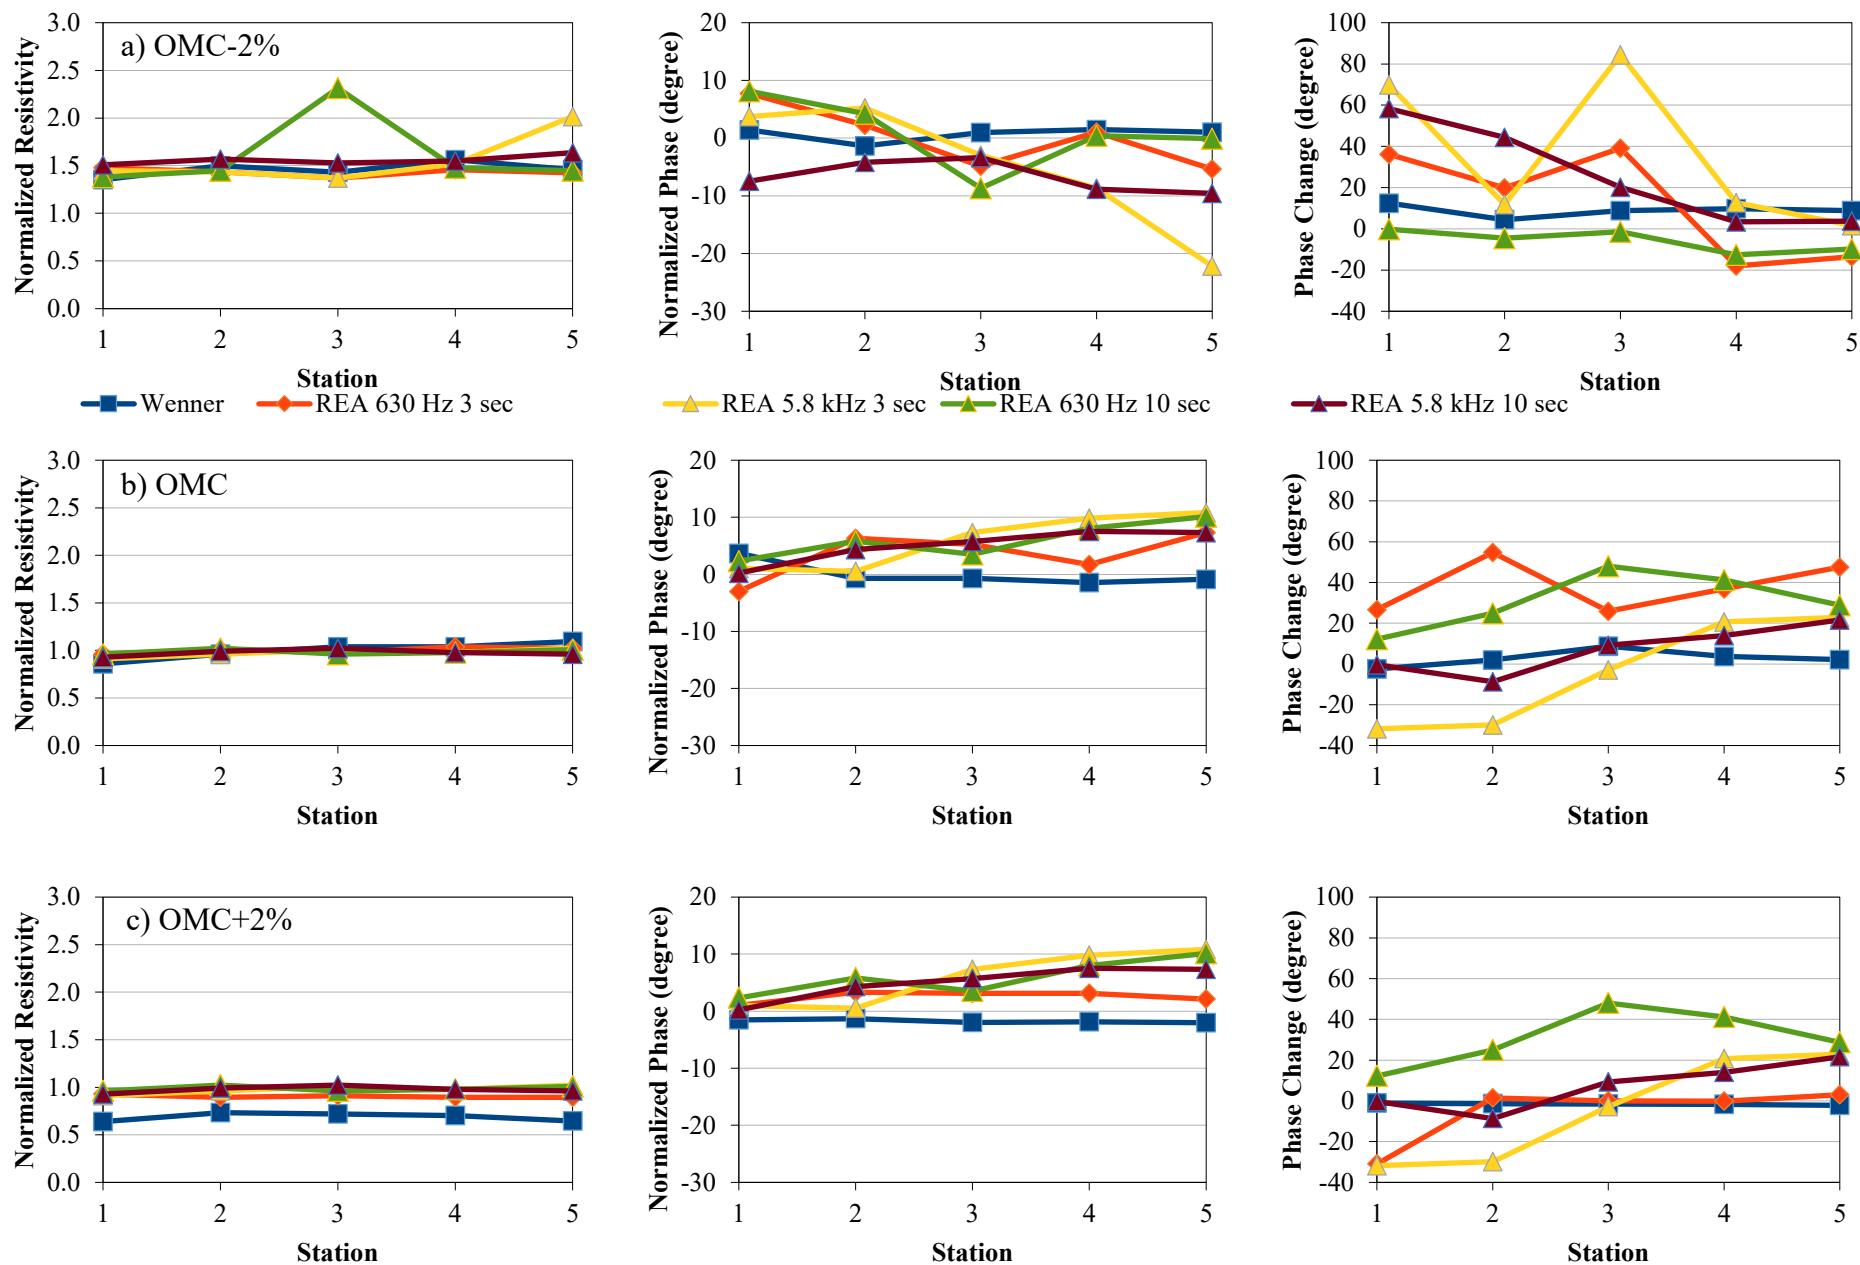 a) OMC-2%
Normalized Resistivity
3.0
2.5
2.0
1.5
1.0
0.5
0.0
1 2 3 4 5
Station
Normalized Phase (degree)
20
10
0
-10
-20
-30
1 2 3 4 5
Station
Phase Change (degree)
100
80
60
40
20
0
-20
-40
1 2 3 4 5
Station
Wenner REA 630 Hz 3 sec REA 5.8 kHz 3 sec REA 630 Hz 10 sec REA 5.8 kHz 10 sec
b) OMC
Normalized Resistivity
3.0
2.5
2.0
1.5
1.0
0.5
0.0
1 2 3 4 5
Station
Normalized Phase (degree)
20
10
0
-10
-20
-30
1 2 3 4 5
Station
Phase Change (degree)
100
80
60
40
20
0
-20
-40
1 2 3 4 5
Station
c) OMC+2%
Normalized Resistivity
3.0
2.5
2.0
1.5
1.0
0.5
0.0
1 2 3 4 5
Station
Normalized Phase (degree)
20
10
0
-10
-20
-30
1 2 3 4 5
Station
Phase Change (degree)
100
80
60
40
20
0
-20
-40
1 2 3 4 5
Station